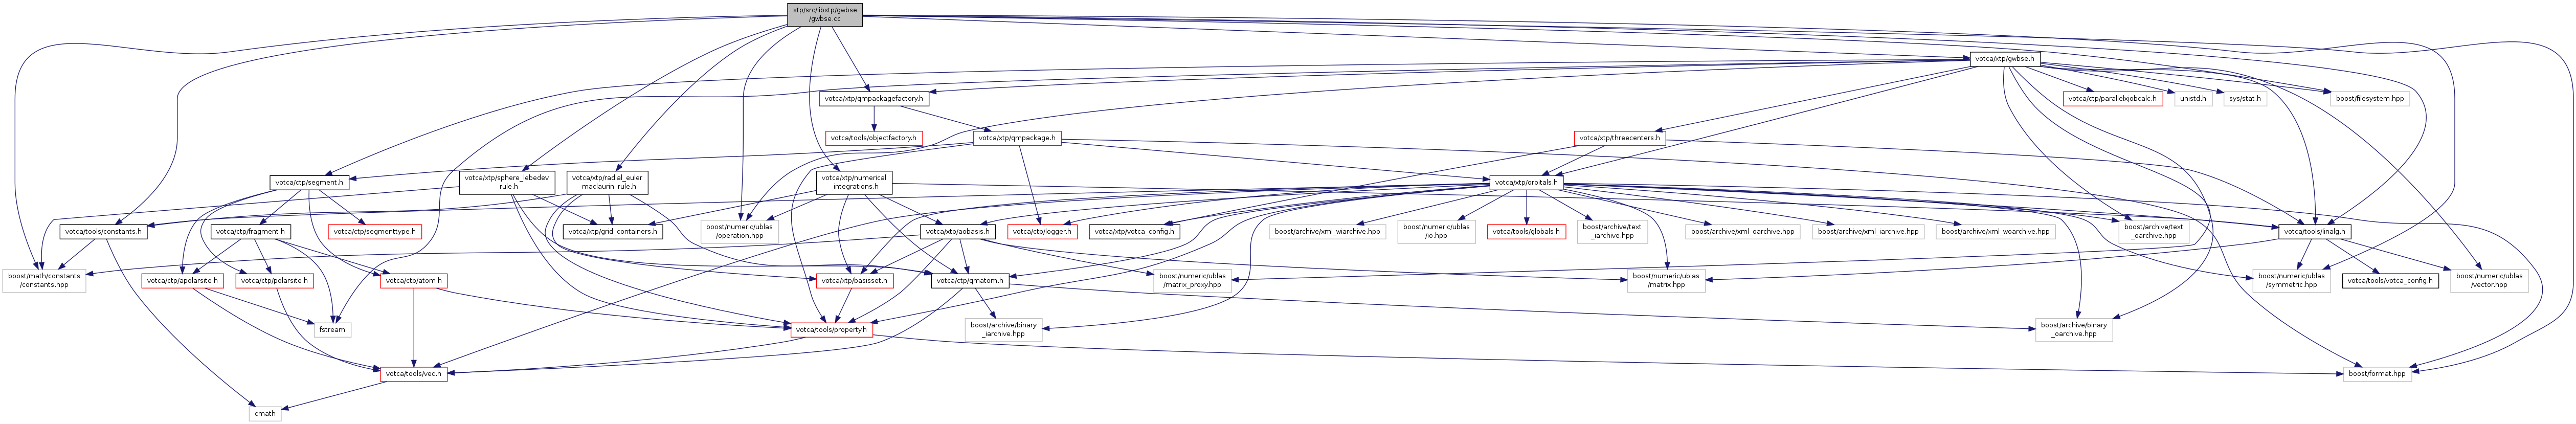 xtp/src/libxtp/gwbse
/gwbse.cc
votca/xtp/gwbse.h
votca/xtp/qmpackagefactory.h
votca/ctp/parallelxjobcalc.h
unistd.h
sys/stat.h
boost/filesystem.hpp
votca/tools/objectfactory.h
votca/xtp/qmpackage.h
votca/xtp/threecenters.h
votca/ctp/segment.h
votca/xtp/sphere_lebedev
_rule.h
votca/xtp/radial_euler
_maclaurin_rule.h
votca/xtp/numerical
_integrations.h
votca/xtp/orbitals.h
votca/tools/constants.h
votca/ctp/fragment.h
votca/ctp/segmenttype.h
votca/xtp/grid_containers.h
boost/numeric/ublas
/operation.hpp
votca/xtp/aobasis.h
votca/ctp/logger.h
votca/xtp/votca_config.h
boost/archive/xml_wiarchive.hpp
boost/numeric/ublas
/io.hpp
votca/tools/globals.h
boost/archive/text
_iarchive.hpp
boost/archive/xml_oarchive.hpp
boost/archive/xml_iarchive.hpp
boost/archive/xml_woarchive.hpp
boost/archive/text
_oarchive.hpp
votca/tools/linalg.h
boost/math/constants
/constants.hpp
votca/ctp/apolarsite.h
votca/ctp/polarsite.h
votca/ctp/atom.h
votca/xtp/basisset.h
votca/ctp/qmatom.h
boost/numeric/ublas
/matrix_proxy.hpp
boost/numeric/ublas
/matrix.hpp
boost/numeric/ublas
/symmetric.hpp
votca/tools/votca_config.h
boost/numeric/ublas
/vector.hpp
fstream
votca/tools/property.h
boost/archive/binary
_iarchive.hpp
boost/archive/binary
_oarchive.hpp
votca/tools/vec.h
boost/format.hpp
cmath